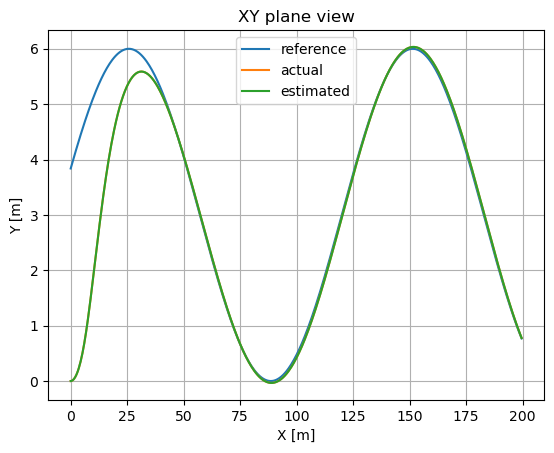 XY plane view
reference
actual
estimated
6
5
4
3
2
1
0
Y [m]
0 25 50 75 100 125 150 175 200
X [m]